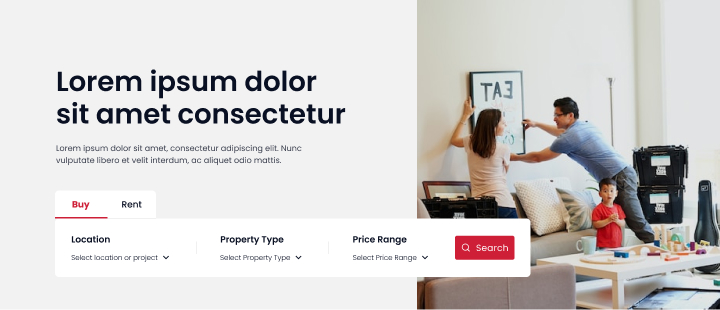 Lorem ipsum dolor
sit amet consectetur
Lorem ipsum dolor sit amet, consectetur adipiscing elit. Nunc
vulputate libero et velit interdum, ac aliquet odio mattis.
Buy
Rent
Location
Property Type
Price Range
Select location or project
Select Property Type
Select Price Range
Search